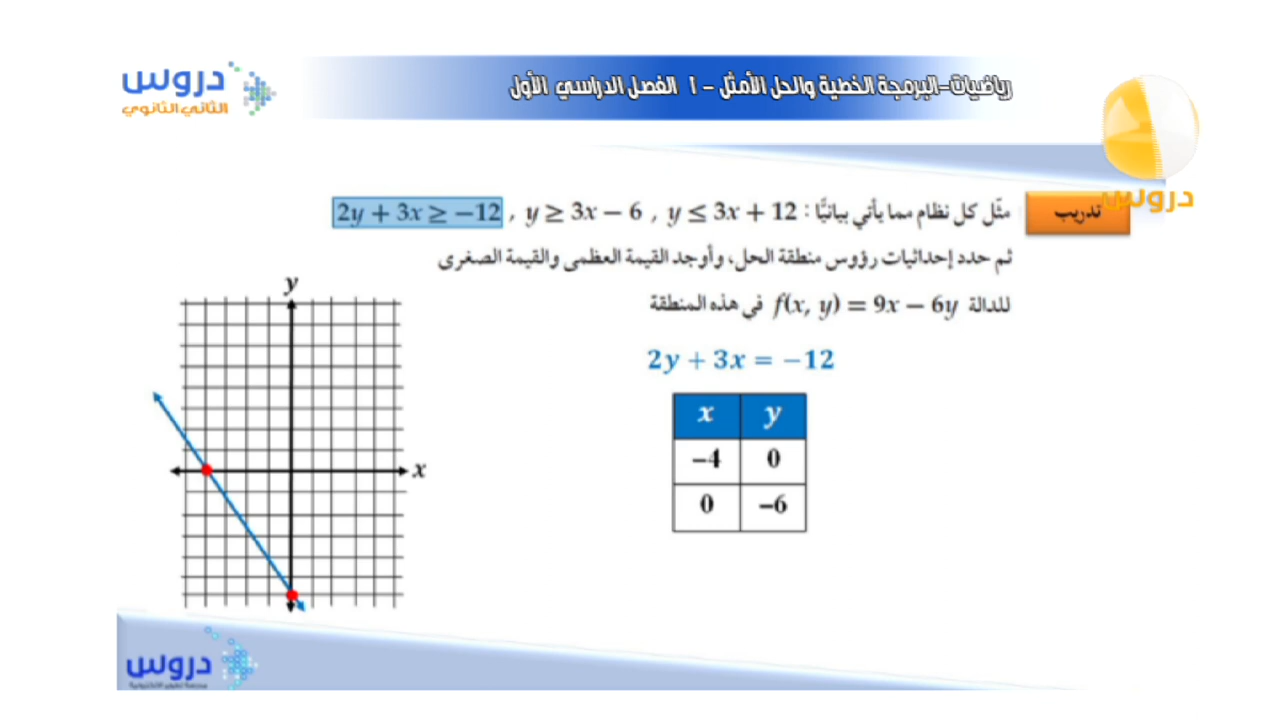 دروس
الثاني الثانوي
رياضيات-البرمجة الخطية والحل الأمثل - ٢ الفصل الدراسي الأول
دروس
تدريب
مثّل كل نظام مما يأتي بيانيًّا : 2y + 3x ≥ −12 , y ≥ 3x − 6 , y ≤ 3x + 12
ثم حدد إحداثيات رؤوس منطقة الحل، وأوجد القيمة العظمى والقيمة الصغرى
للدالة f(x, y) = 9x − 6y في هذه المنطقة
2y + 3x = −12
x y
−4 0
0 −6
y
x
دروس